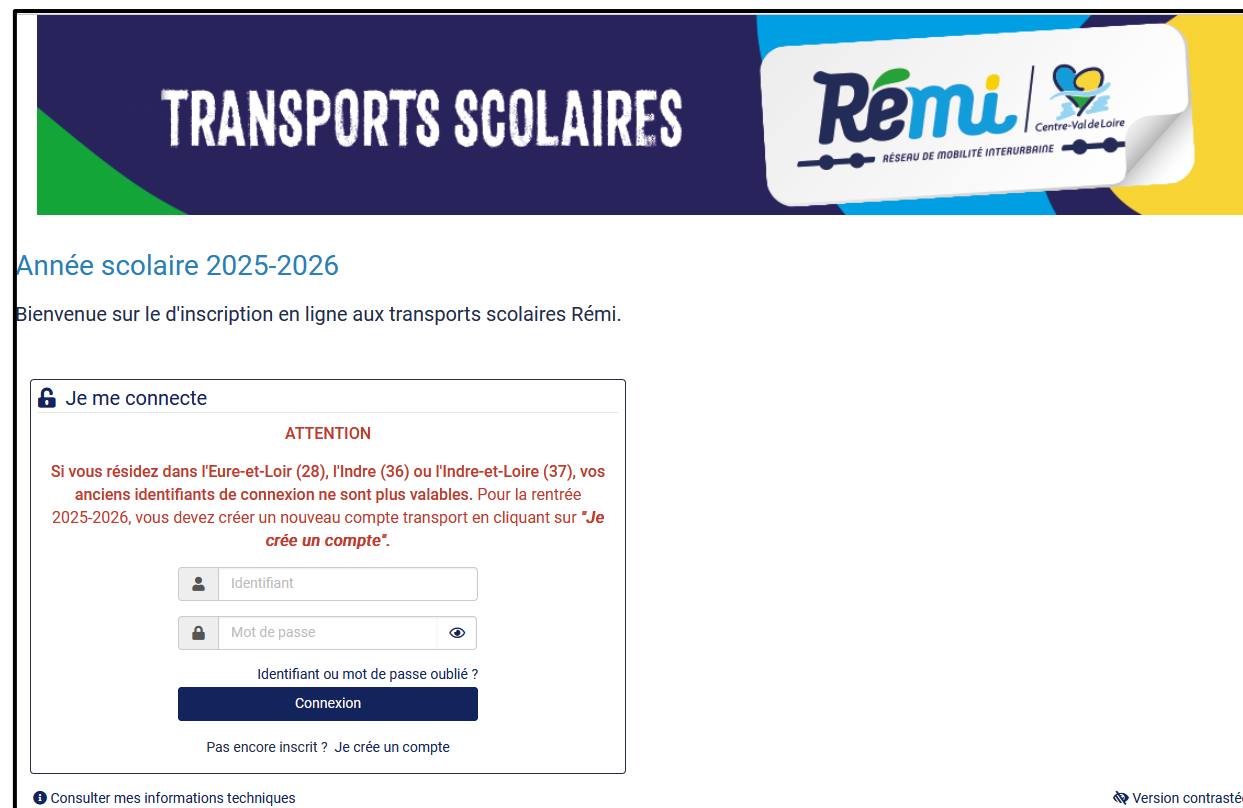 TRANSPORTS SCOLAIRES
Rémi
Centre-Val de Loire
RÉSEAU DE MOBILITÉ INTERURBAINE
Année scolaire 2025-2026
Bienvenue sur le d'inscription en ligne aux transports scolaires Rémi.
Je me connecte
ATTENTION
Si vous résidez dans l'Eure-et-Loir (28), l'Indre (36) ou l'Indre-et-Loire (37), vos
anciens identifiants de connexion ne sont plus valables. Pour la rentrée
2025-2026, vous devez créer un nouveau compte transport en cliquant sur "Je
crée un compte".
Identifiant
Mot de passe
Identifiant ou mot de passe oublié ?
Connexion
Pas encore inscrit ? Je crée un compte
Consulter mes informations techniques
Version contrastée